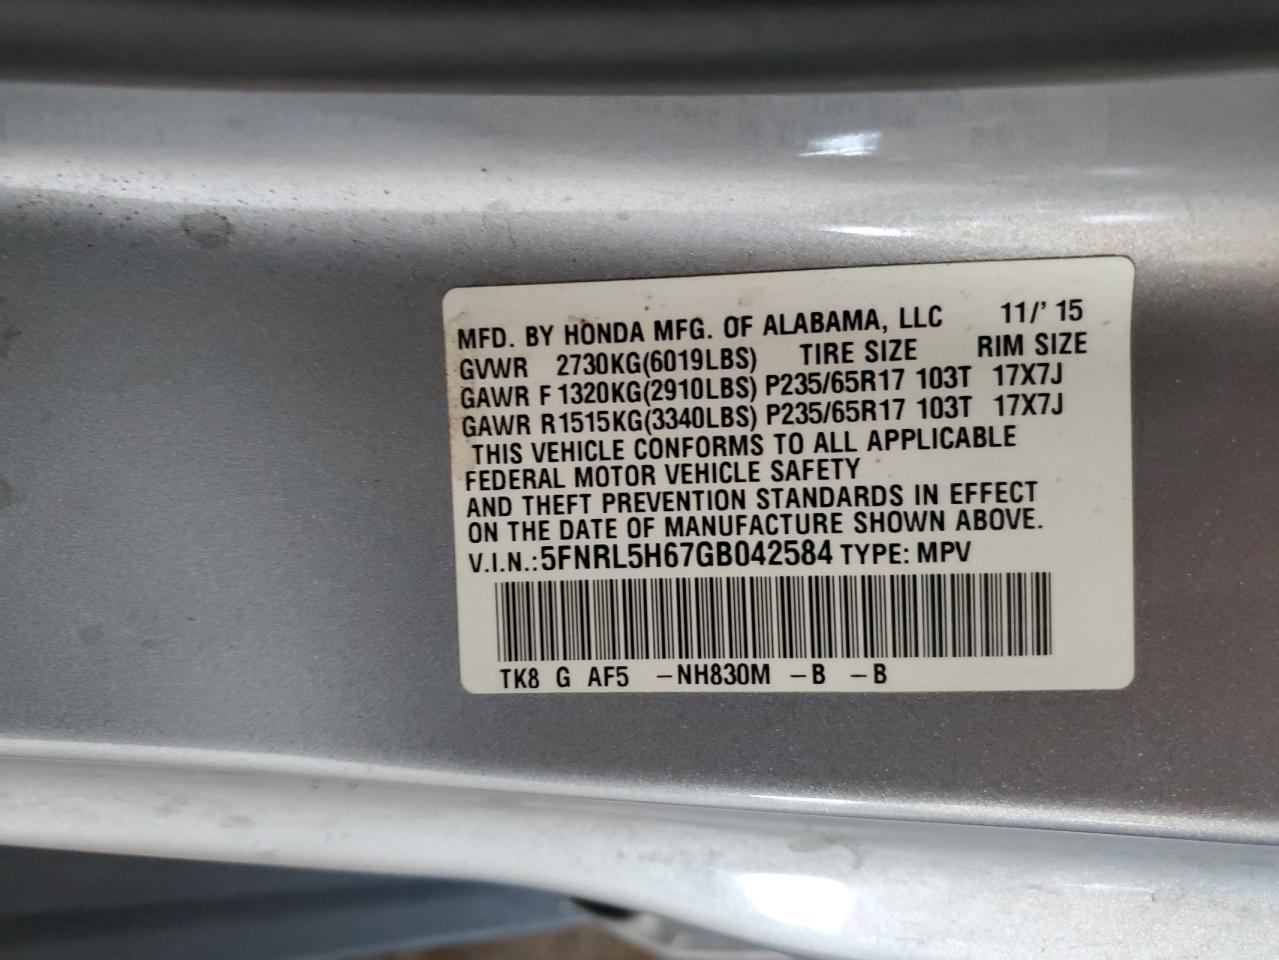 MFD. BY HONDA MFG. OF ALABAMA, LLC 11/' 15
GVWR 2730KG(6019LBS) TIRE SIZE RIM SIZE
GAWR F 1320KG(2910LBS) P235/65R17 103T 17X7J
GAWR R1515KG(3340LBS) P235/65R17 103T 17X7J
THIS VEHICLE CONFORMS TO ALL APPLICABLE
FEDERAL MOTOR VEHICLE SAFETY
AND THEFT PREVENTION STANDARDS IN EFFECT
ON THE DATE OF MANUFACTURE SHOWN ABOVE.
V.I.N.:5FNRL5H67GB042584 TYPE: MPV
TK8 G AF5 -NH830M -B -B